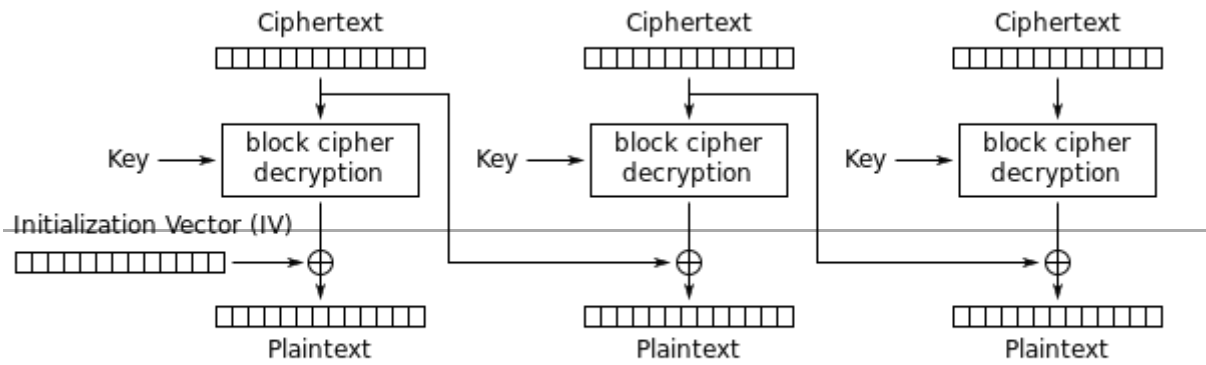 Ciphertext
Ciphertext
Ciphertext
Key
block cipher
decryption
Key
block cipher
decryption
Key
block cipher
decryption
Initialization Vector (IV)
Plaintext
Plaintext
Plaintext